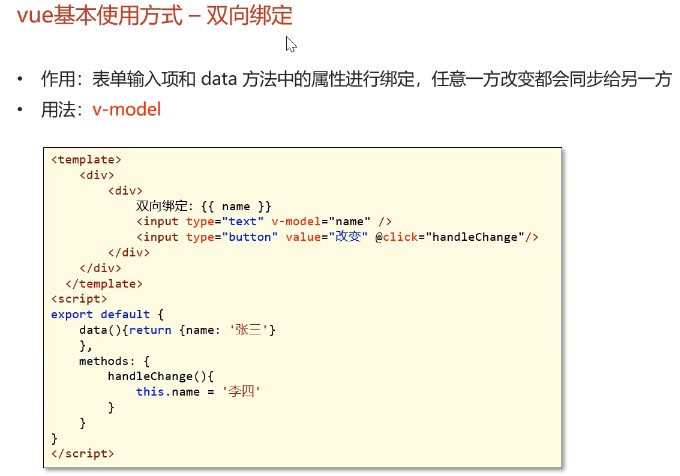 vue基本使用方式 – 双向绑定
• 作用：表单输入项和 data 方法中的属性进行绑定，任意一方改变都会同步给另一方
• 用法：v-model
<template>
    <div>
        <div>
            双向绑定：{{ name }}
            <input type="text" v-model="name" />
            <input type="button" value="改变" @click="handleChange"/>
        </div>
    </div>
  </template>
<script>
export default {
    data(){return {name: '张三'}
    },
    methods: {
        handleChange(){
            this.name = '李四'
        }
    }
}
</script>